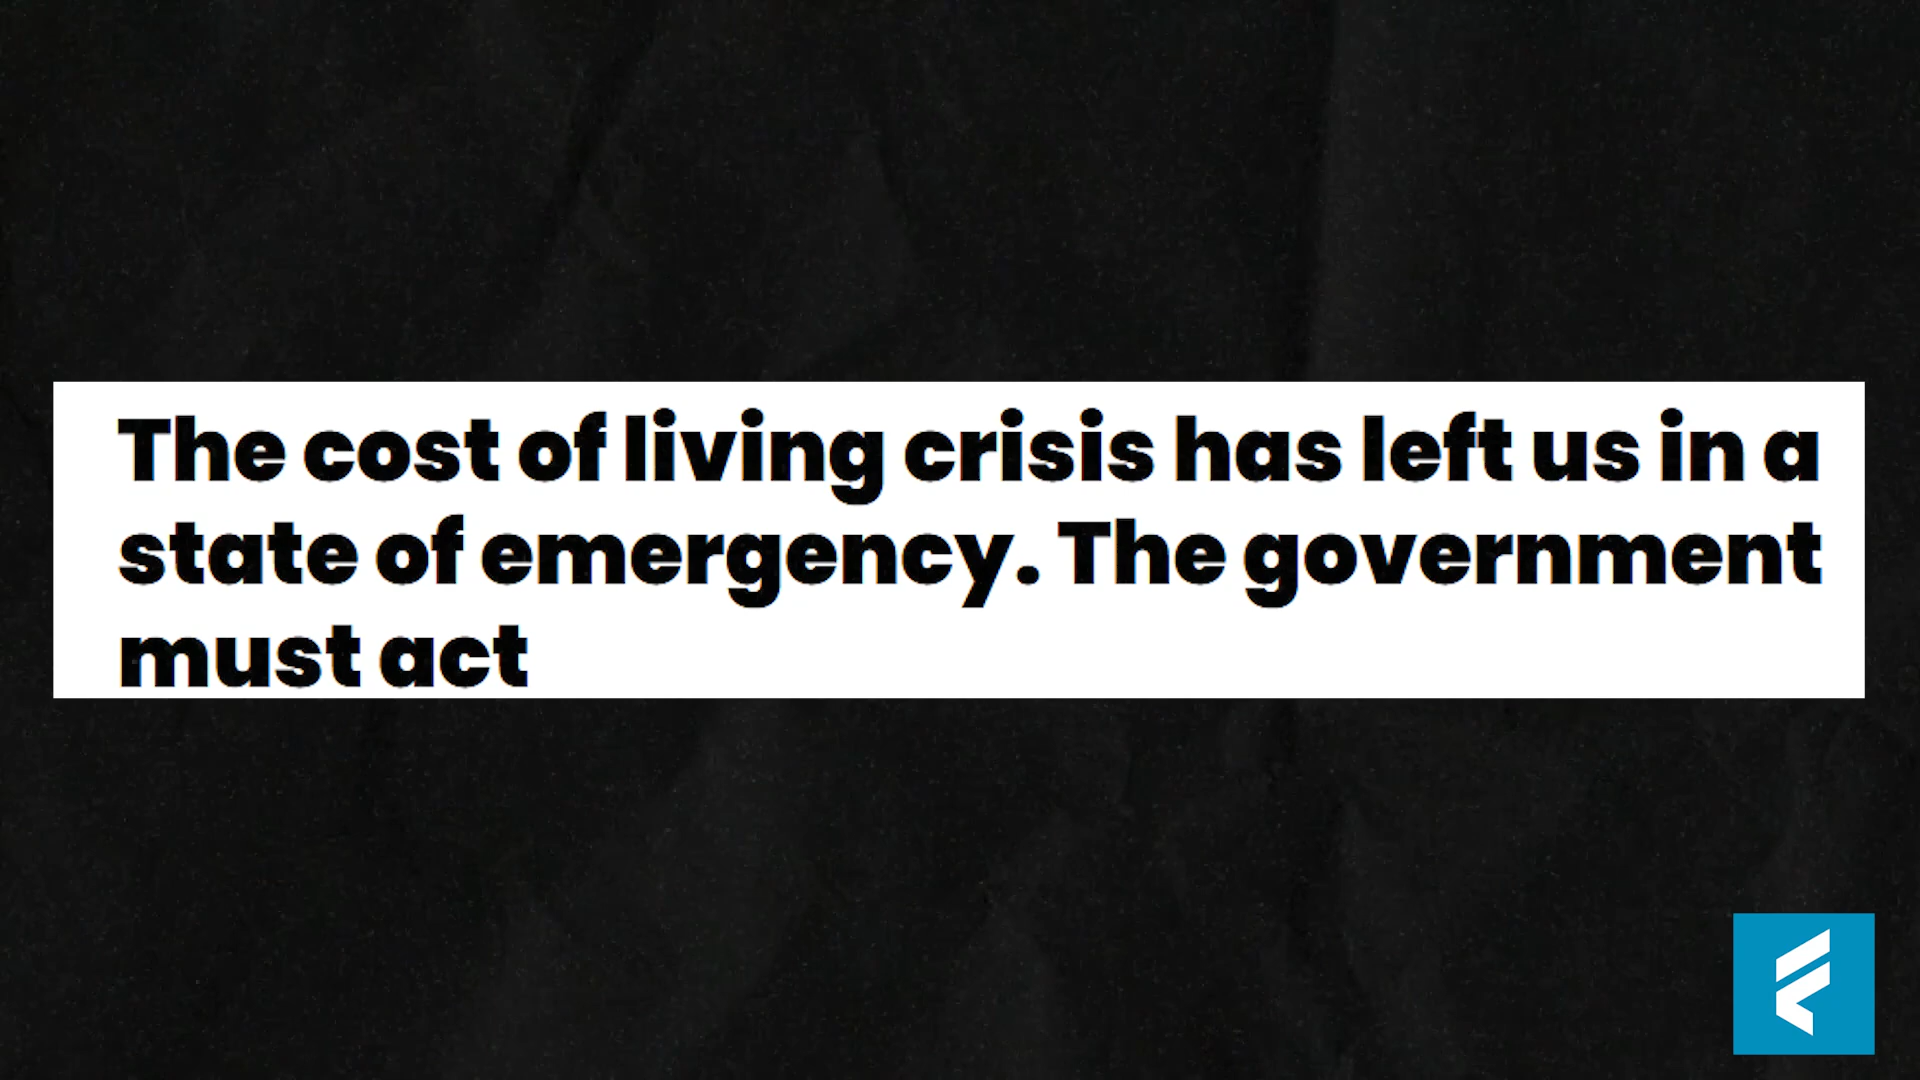 The cost of living crisis has left us in a
state of emergency. The government
must act